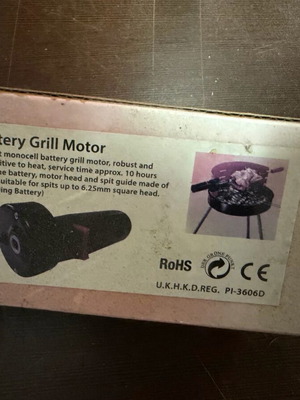 tery Grill Motor
t monocell battery grill motor, robust and
itive to heat, service time approx. 10 hours
e battery, motor head and spit guide made of
uitable for spits up to 6.25mm square head.
ing Battery)
RoHS
CE
U.K.H.K.D.REG. PI-3606D